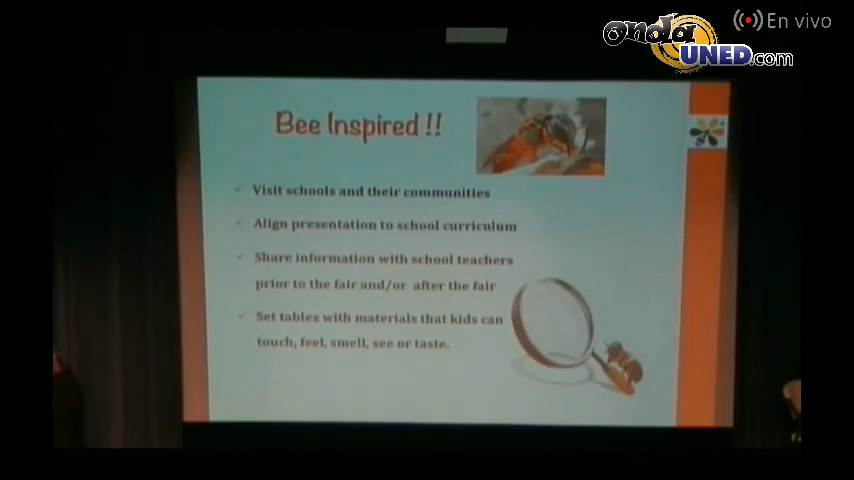 En vivo
onda
UNED.com
Bee Inspired !!
Visit schools and their communities
Align presentation to school curriculum
Share information with school teachers
prior to the fair and/or after the fair
Set tables with materials that kids can
touch, feel, smell, see or taste.